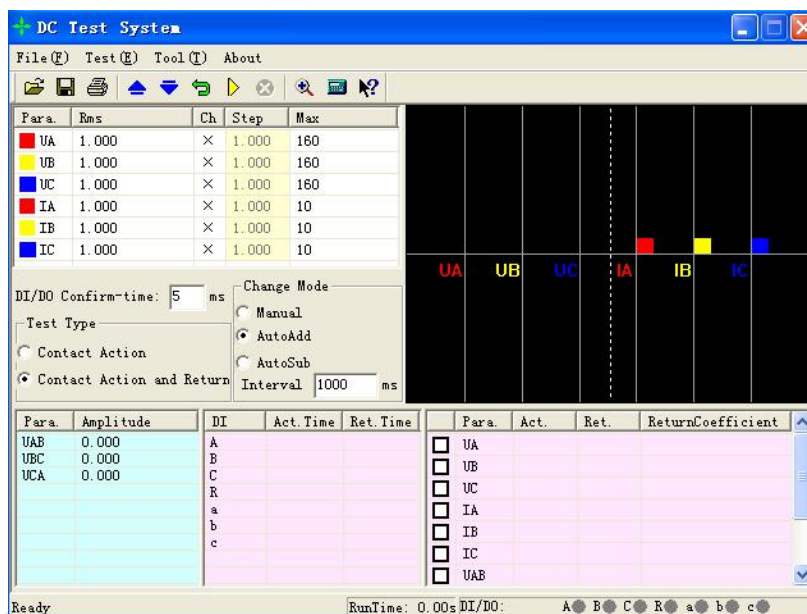 DC Test System
File(F) Test(E) Tool(T) About
Para. Rms Ch Step Max
UA 1.000 × 1.000 160
UB 1.000 × 1.000 160
UC 1.000 × 1.000 160
IA 1.000 × 1.000 10
IB 1.000 × 1.000 10
IC 1.000 × 1.000 10
UA UB UC IA IB IC
DI/DO Confirm-time: 5 ms
Test Type
Contact Action
Contact Action and Return
Change Mode
Manual
AutoAdd
AutoSub
Interval 1000 ms
Para. Amplitude
UAB 0.000
UBC 0.000
UCA 0.000
DI Act.Time Ret.Time
A
B
C
R
a
b
c
Para. Act. Ret. ReturnCoefficient
UA
UB
UC
IA
IB
IC
UAB
Ready RunTime: 0.00s DI/DO: A B C R a b c